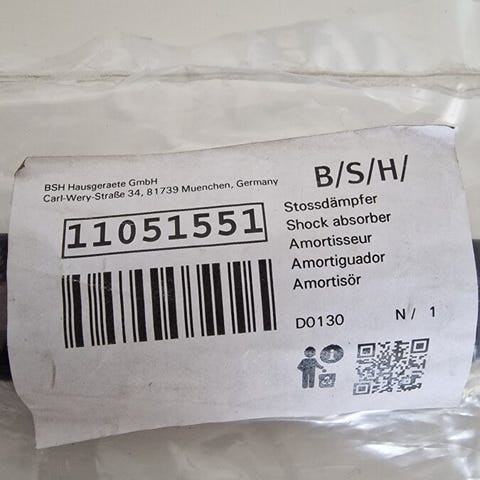 BSH Hausgeraete GmbH
Carl-Wery-Straße 34, 81739 Muenchen, Germany
B/S/H/
11051551
Stossdämpfer
Shock absorber
Amortisseur
Amortiguador
Amortisör
D0130 N/ 1